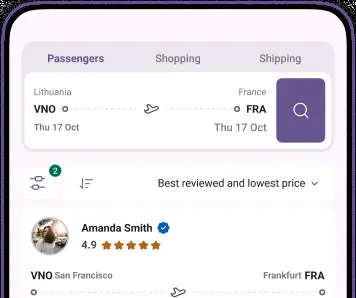 Passengers Shopping Shipping
Lithuania France
VNO FRA
Thu 17 Oct Thu 17 Oct
2
Best reviewed and lowest price
Amanda Smith
4.9
VNO San Francisco Frankfurt FRA